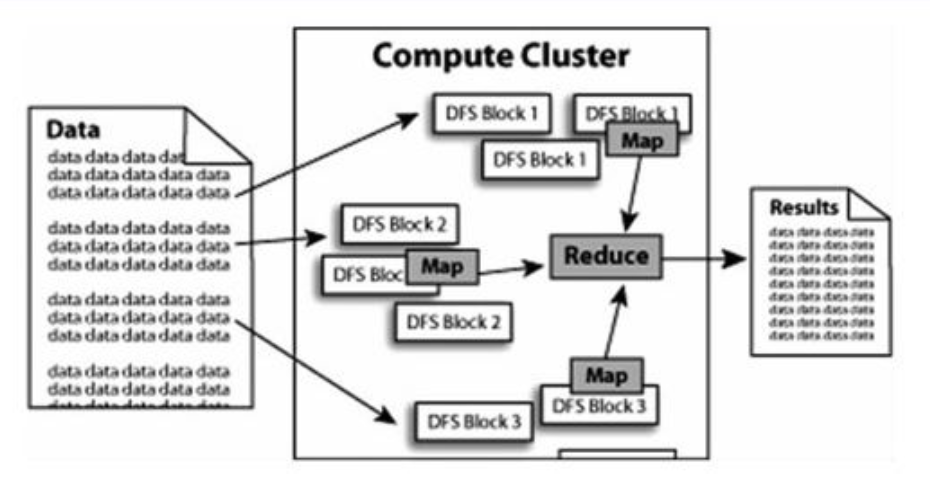 Compute Cluster
Data
data data data dat
data data data data data
data data data data data
data data data data data
data data data data data
data data data data data
data data data data data
data data data data data
data data data data data
data data data data data
data data data data data
data data data data data
DFS Block 1
DFS Block 1
Map
DFS Block 1
DFS Block 2
DFS Bloc
Map
DFS Block 2
Reduce
Map
DFS Block 3
DFS Block 3
Results
data data data data
data data data data
data data data data
data data data data
data data data data
data data data data
data data data data
data data data data
data data data data